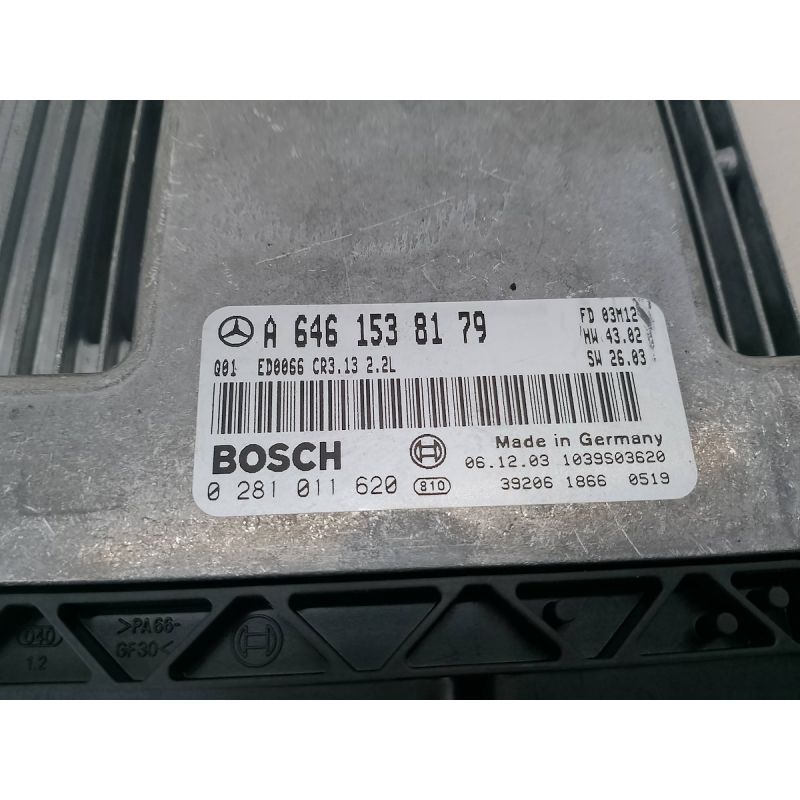 A 646 153 81 79
FD 03M12
HW 43.02
Q01 ED0066 CR3.13 2.2L
SW 26.03
BOSCH
Made in Germany
06.12.03 1039S03620
0 281 011 620 810
39206 1866 0519
>PA66-
GF30<
040
1.2